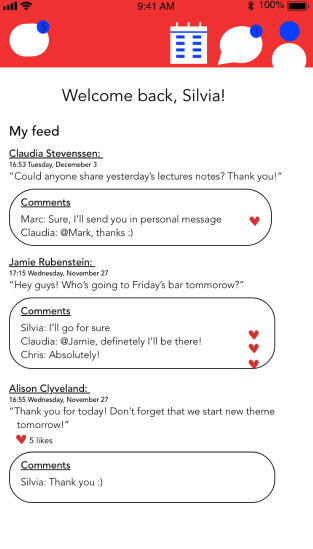 9:41 AM
100%
5
1
Welcome back, Silvia!
My feed
Claudia Stevenssen:
16:53 Tuesday, Decemeber 3
“Could anyone share yesterday’s lectures notes? Thank you!”
Comments
Marc: Sure, I’ll send you in personal message
Claudia: @Mark, thanks :)
Jamie Rubenstein:
17:15 Wednesday, November 27
“Hey guys! Who’s going to Friday’s bar tommorow?”
Comments
Silvia: I’ll go for sure
Claudia: @Jamie, definetely I’ll be there!
Chris: Absolutely!
Alison Clyveland:
16:55 Wednesday, November 27
“Thank you for today! Don’t forget that we start new theme
tomorrow!”
5 likes
Comments
Silvia: Thank you :)